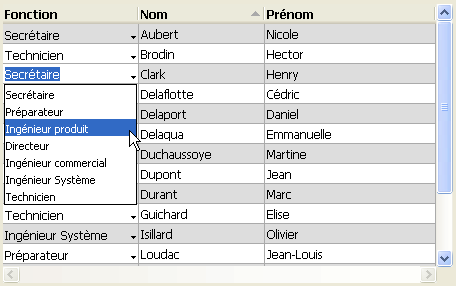 Fonction Nom Prénom
Secrétaire Aubert Nicole
Technicien Brodin Hector
Secrétaire Clark Henry
Secrétaire Delaflotte Cédric
Préparateur Delaport Daniel
Ingénieur produit Delaqua Emmanuelle
Directeur Duchaussoye Martine
Ingénieur commercial Dupont Jean
Ingénieur Système Durant Marc
Technicien
Technicien Guichard Elise
Ingénieur Système Isillard Olivier
Préparateur Loudac Jean-Louis